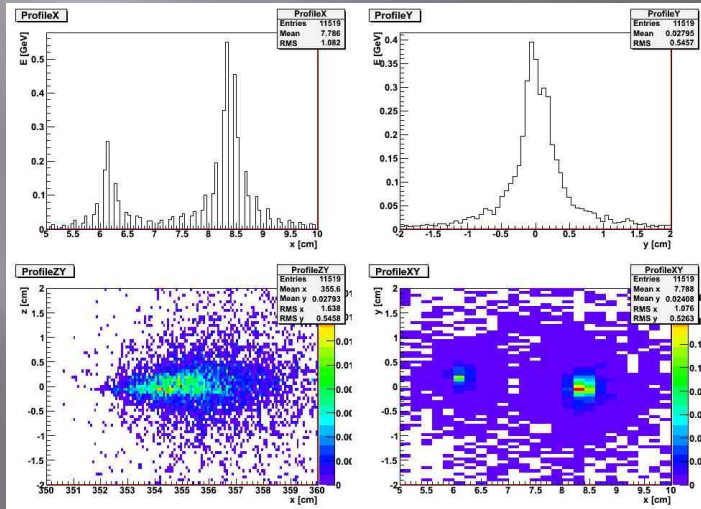 ProfileX
ProfileX
Entries 11519
Mean 7.786
RMS 1.082
E [GeV]
0.5
0.4
0.3
0.2
0.1
0
5 5.5 6 6.5 7 7.5 8 8.5 9 9.5 10
x [cm]
ProfileY
ProfileY
Entries 11519
Mean 0.02795
RMS 0.5457
E [GeV]
0.4
0.35
0.3
0.25
0.2
0.15
0.1
0.05
0
-2 -1.5 -1 -0.5 0 0.5 1 1.5 2
y [cm]
ProfileZY
ProfileZY
Entries 11519
Mean x 355.6
Mean y 0.02793
RMS x 1.638
RMS y 0.5458
z [cm]
2
1.5
1
0.5
0
-0.5
-1
-1.5
-2
350 351 352 353 354 355 356 357 358 359 360
x [cm]
ProfileXY
ProfileXY
Entries 11519
Mean x 7.788
Mean y 0.02408
RMS x 1.076
RMS y 0.5263
y [cm]
2
1.5
1
0.5
0
-0.5
-1
-1.5
-2
5 5.5 6 6.5 7 7.5 8 8.5 9 9.5 10
x [cm]